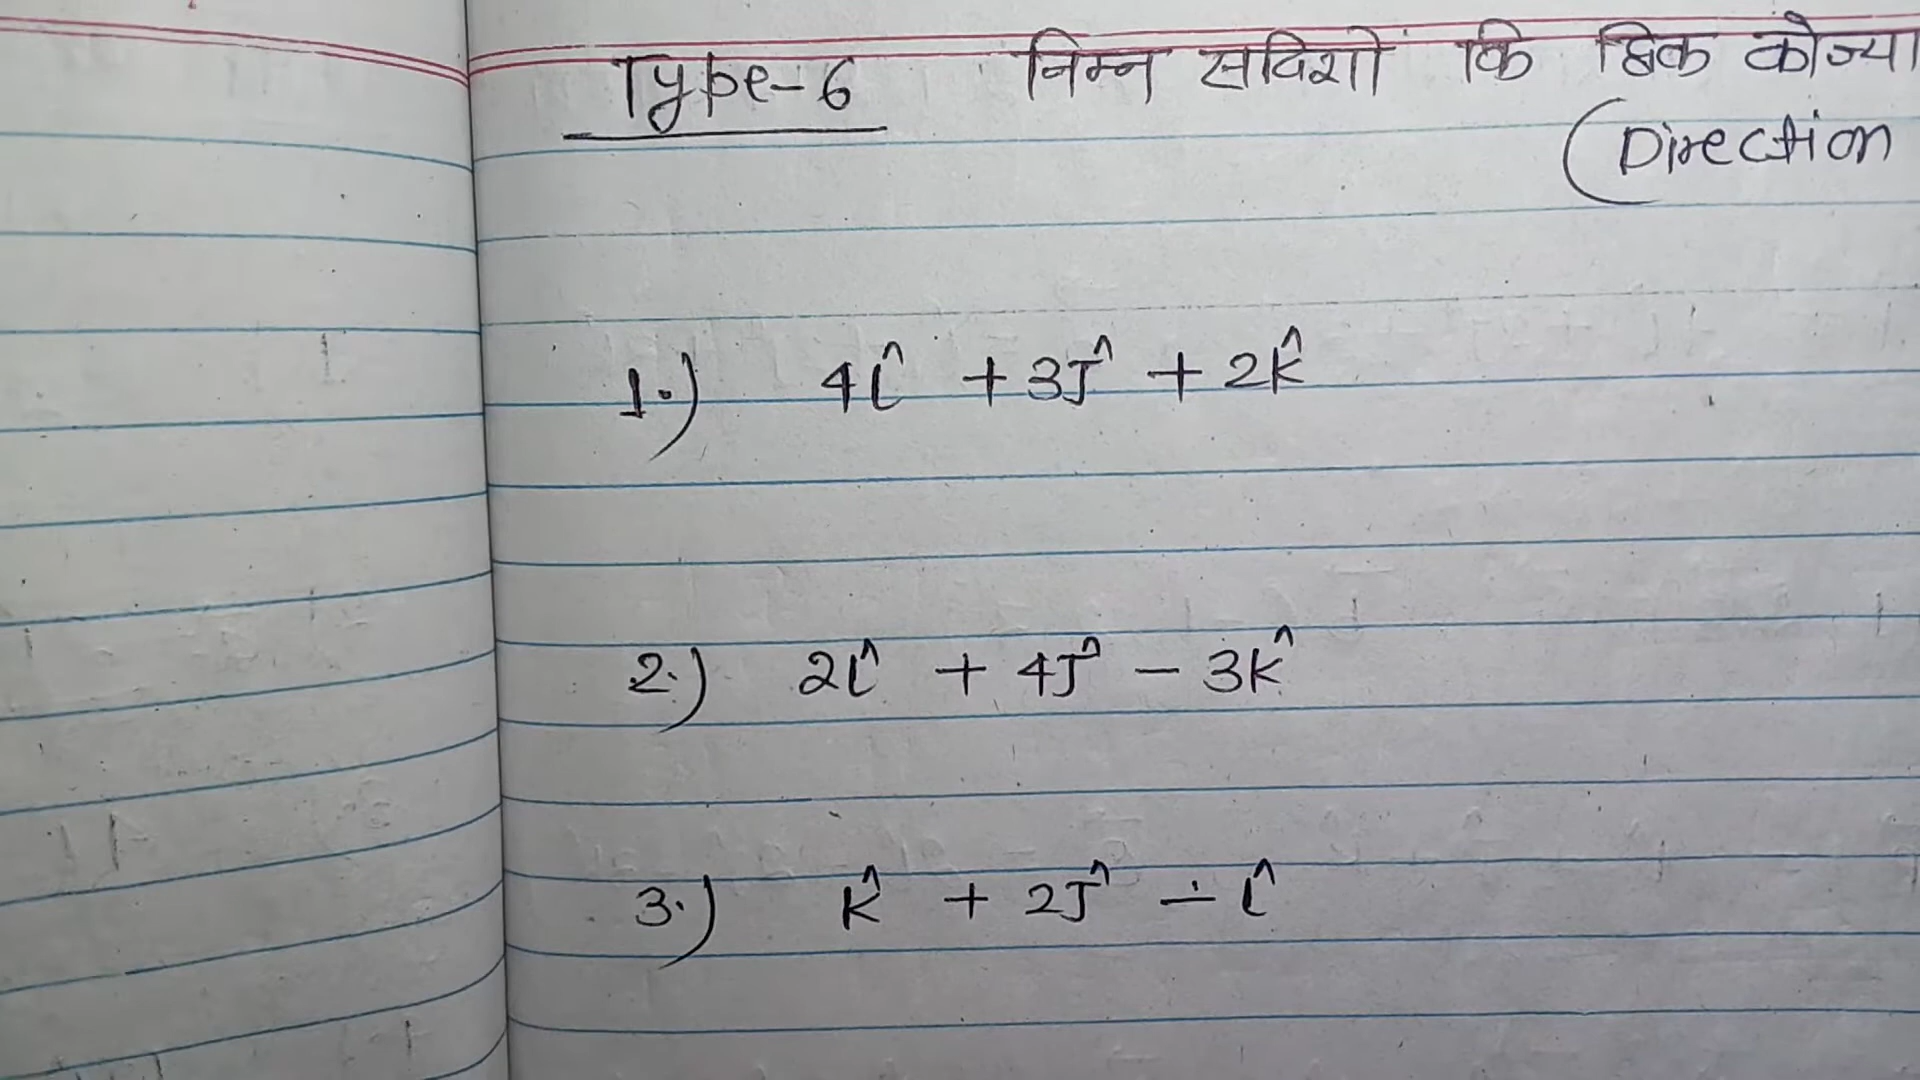 Type-6 निम्न सदिशों कि द्विक कोज्या
(Direction
1.) 4î + 3Ĵ + 2K̂
2.) 2î + 4Ĵ - 3K̂
3.) K̂ + 2Ĵ - î